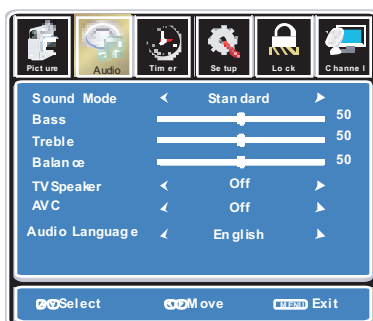 Picture Audio Timer Setup Lock Channel
Sound Mode Standard
Bass 50
Treble 50
Balance 50
TV Speaker Off
AVC Off
Audio Language English
Select Move MENU Exit